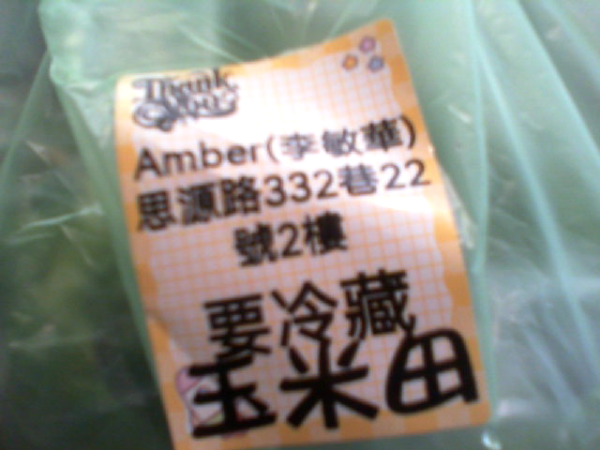 Thank
You
Amber(李敏華)
思源路332巷22
號2樓
要冷藏
玉米田